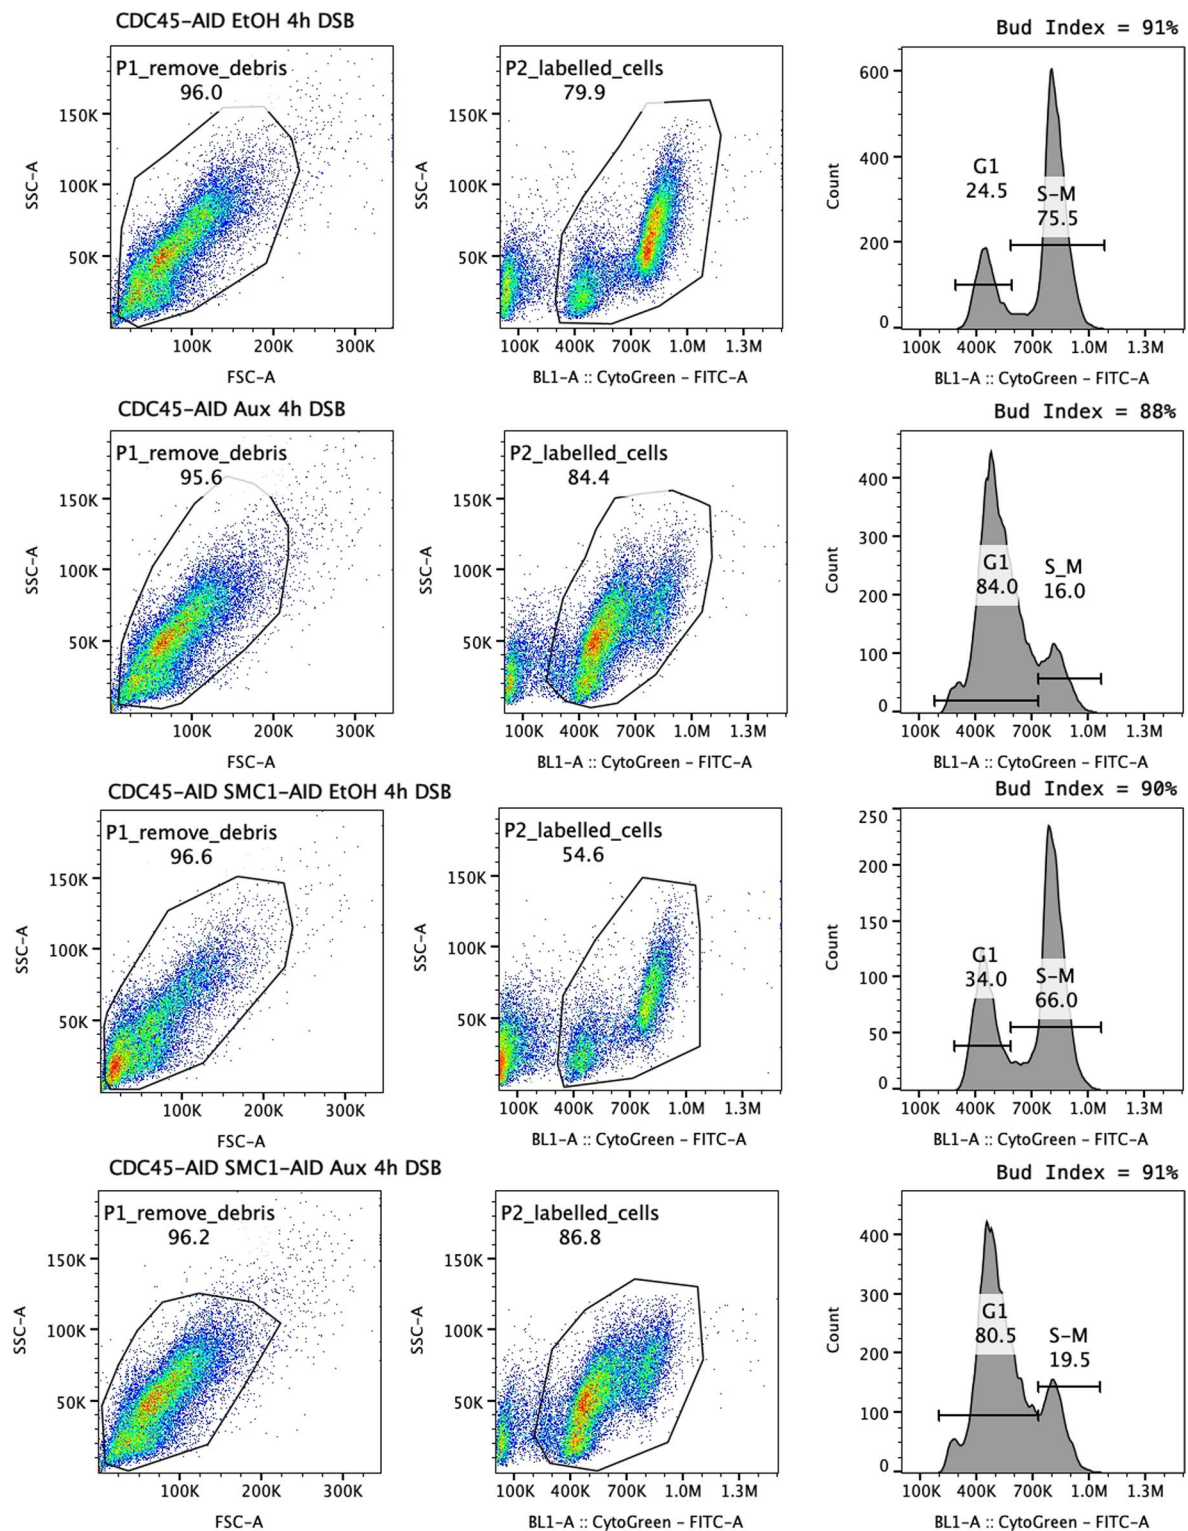 CDC45-AID EtOH 4h DSB
Bud Index = 91%
P1_remove_debris
96.0
150K
100K
50K
SSC-A
100K 200K 300K
FSC-A
P2_labelled_cells
79.9
150K
100K
50K
SSC-A
100K 400K 700K 1.0M 1.3M
BL1-A :: CytoGreen - FITC-A
600
400
200
0
Count
G1
24.5
S-M
75.5
100K 400K 700K 1.0M 1.3M
BL1-A :: CytoGreen - FITC-A
CDC45-AID Aux 4h DSB
Bud Index = 88%
P1_remove_debris
95.6
150K
100K
50K
SSC-A
100K 200K 300K
FSC-A
P2_labelled_cells
84.4
150K
100K
50K
SSC-A
100K 400K 700K 1.0M 1.3M
BL1-A :: CytoGreen - FITC-A
400
300
200
100
0
Count
G1
84.0
S_M
16.0
100K 400K 700K 1.0M 1.3M
BL1-A :: CytoGreen - FITC-A
CDC45-AID SMC1-AID EtOH 4h DSB
Bud Index = 90%
P1_remove_debris
96.6
150K
100K
50K
SSC-A
100K 200K 300K
FSC-A
P2_labelled_cells
54.6
150K
100K
50K
SSC-A
100K 400K 700K 1.0M 1.3M
BL1-A :: CytoGreen - FITC-A
250
200
150
100
50
0
Count
G1
34.0
S-M
66.0
100K 400K 700K 1.0M 1.3M
BL1-A :: CytoGreen - FITC-A
CDC45-AID SMC1-AID Aux 4h DSB
Bud Index = 91%
P1_remove_debris
96.2
150K
100K
50K
SSC-A
100K 200K 300K
FSC-A
P2_labelled_cells
86.8
150K
100K
50K
SSC-A
100K 400K 700K 1.0M 1.3M
BL1-A :: CytoGreen - FITC-A
400
300
200
100
0
Count
G1
80.5
S-M
19.5
100K 400K 700K 1.0M 1.3M
BL1-A :: CytoGreen - FITC-A